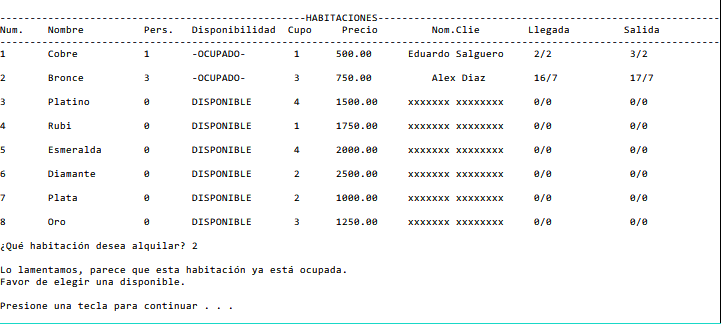 --------------------------------------------------HABITACIONES--------------------------------------------------------
Num. Nombre Pers. Disponibilidad Cupo Precio Nom.Clie Llegada Salida
------------------------------------------------------------------------------------------------------------------------
1 Cobre 1 -OCUPADO- 1 500.00 Eduardo Salguero 2/2 3/2
2 Bronce 3 -OCUPADO- 3 750.00 Alex Diaz 16/7 17/7
3 Platino 0 DISPONIBLE 4 1500.00 xxxxxxx xxxxxxxx 0/0 0/0
4 Rubi 0 DISPONIBLE 1 1750.00 xxxxxxx xxxxxxxx 0/0 0/0
5 Esmeralda 0 DISPONIBLE 4 2000.00 xxxxxxx xxxxxxxx 0/0 0/0
6 Diamante 0 DISPONIBLE 2 2500.00 xxxxxxx xxxxxxxx 0/0 0/0
7 Plata 0 DISPONIBLE 2 1000.00 xxxxxxx xxxxxxxx 0/0 0/0
8 Oro 0 DISPONIBLE 3 1250.00 xxxxxxx xxxxxxxx 0/0 0/0
¿Qué habitación desea alquilar? 2
Lo lamentamos, parece que esta habitación ya está ocupada.
Favor de elegir una disponible.
Presione una tecla para continuar . . .